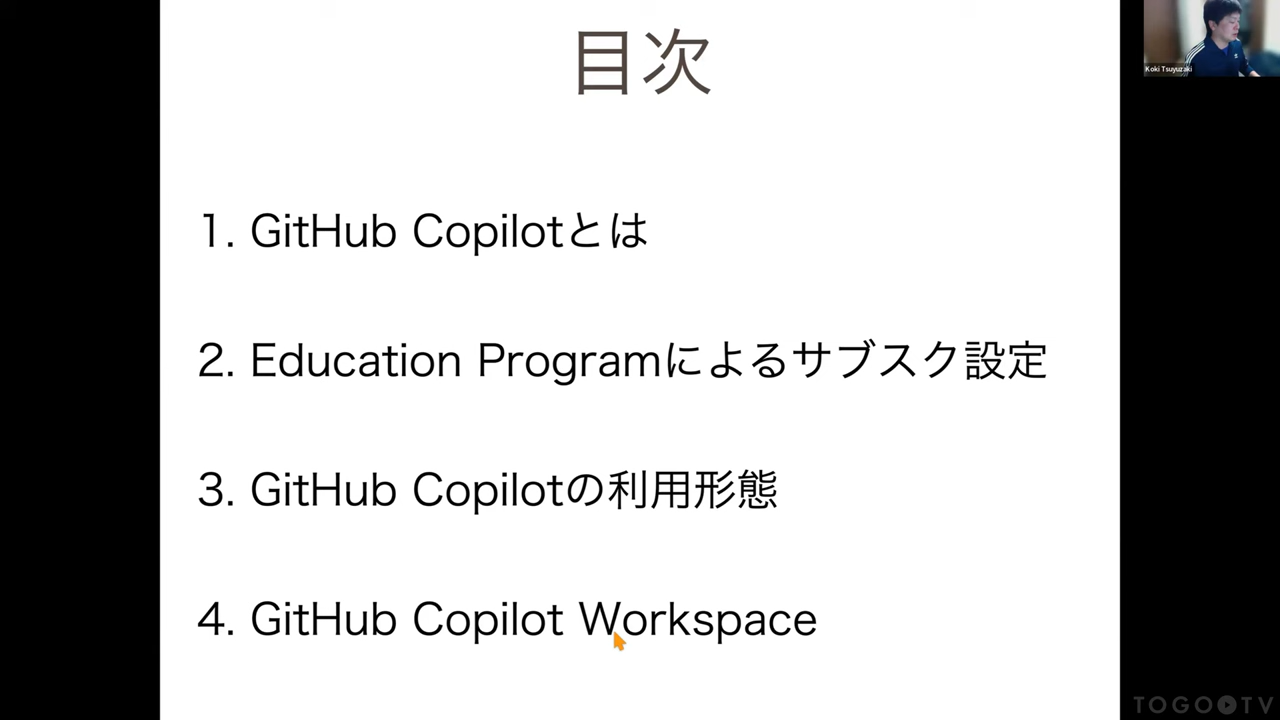 目次
Koki Tsuyuzaki
1. GitHub Copilotとは
2. Education Programによるサブスク設定
3. GitHub Copilotの利用形態
4. GitHub Copilot Workspace
TOGO TV